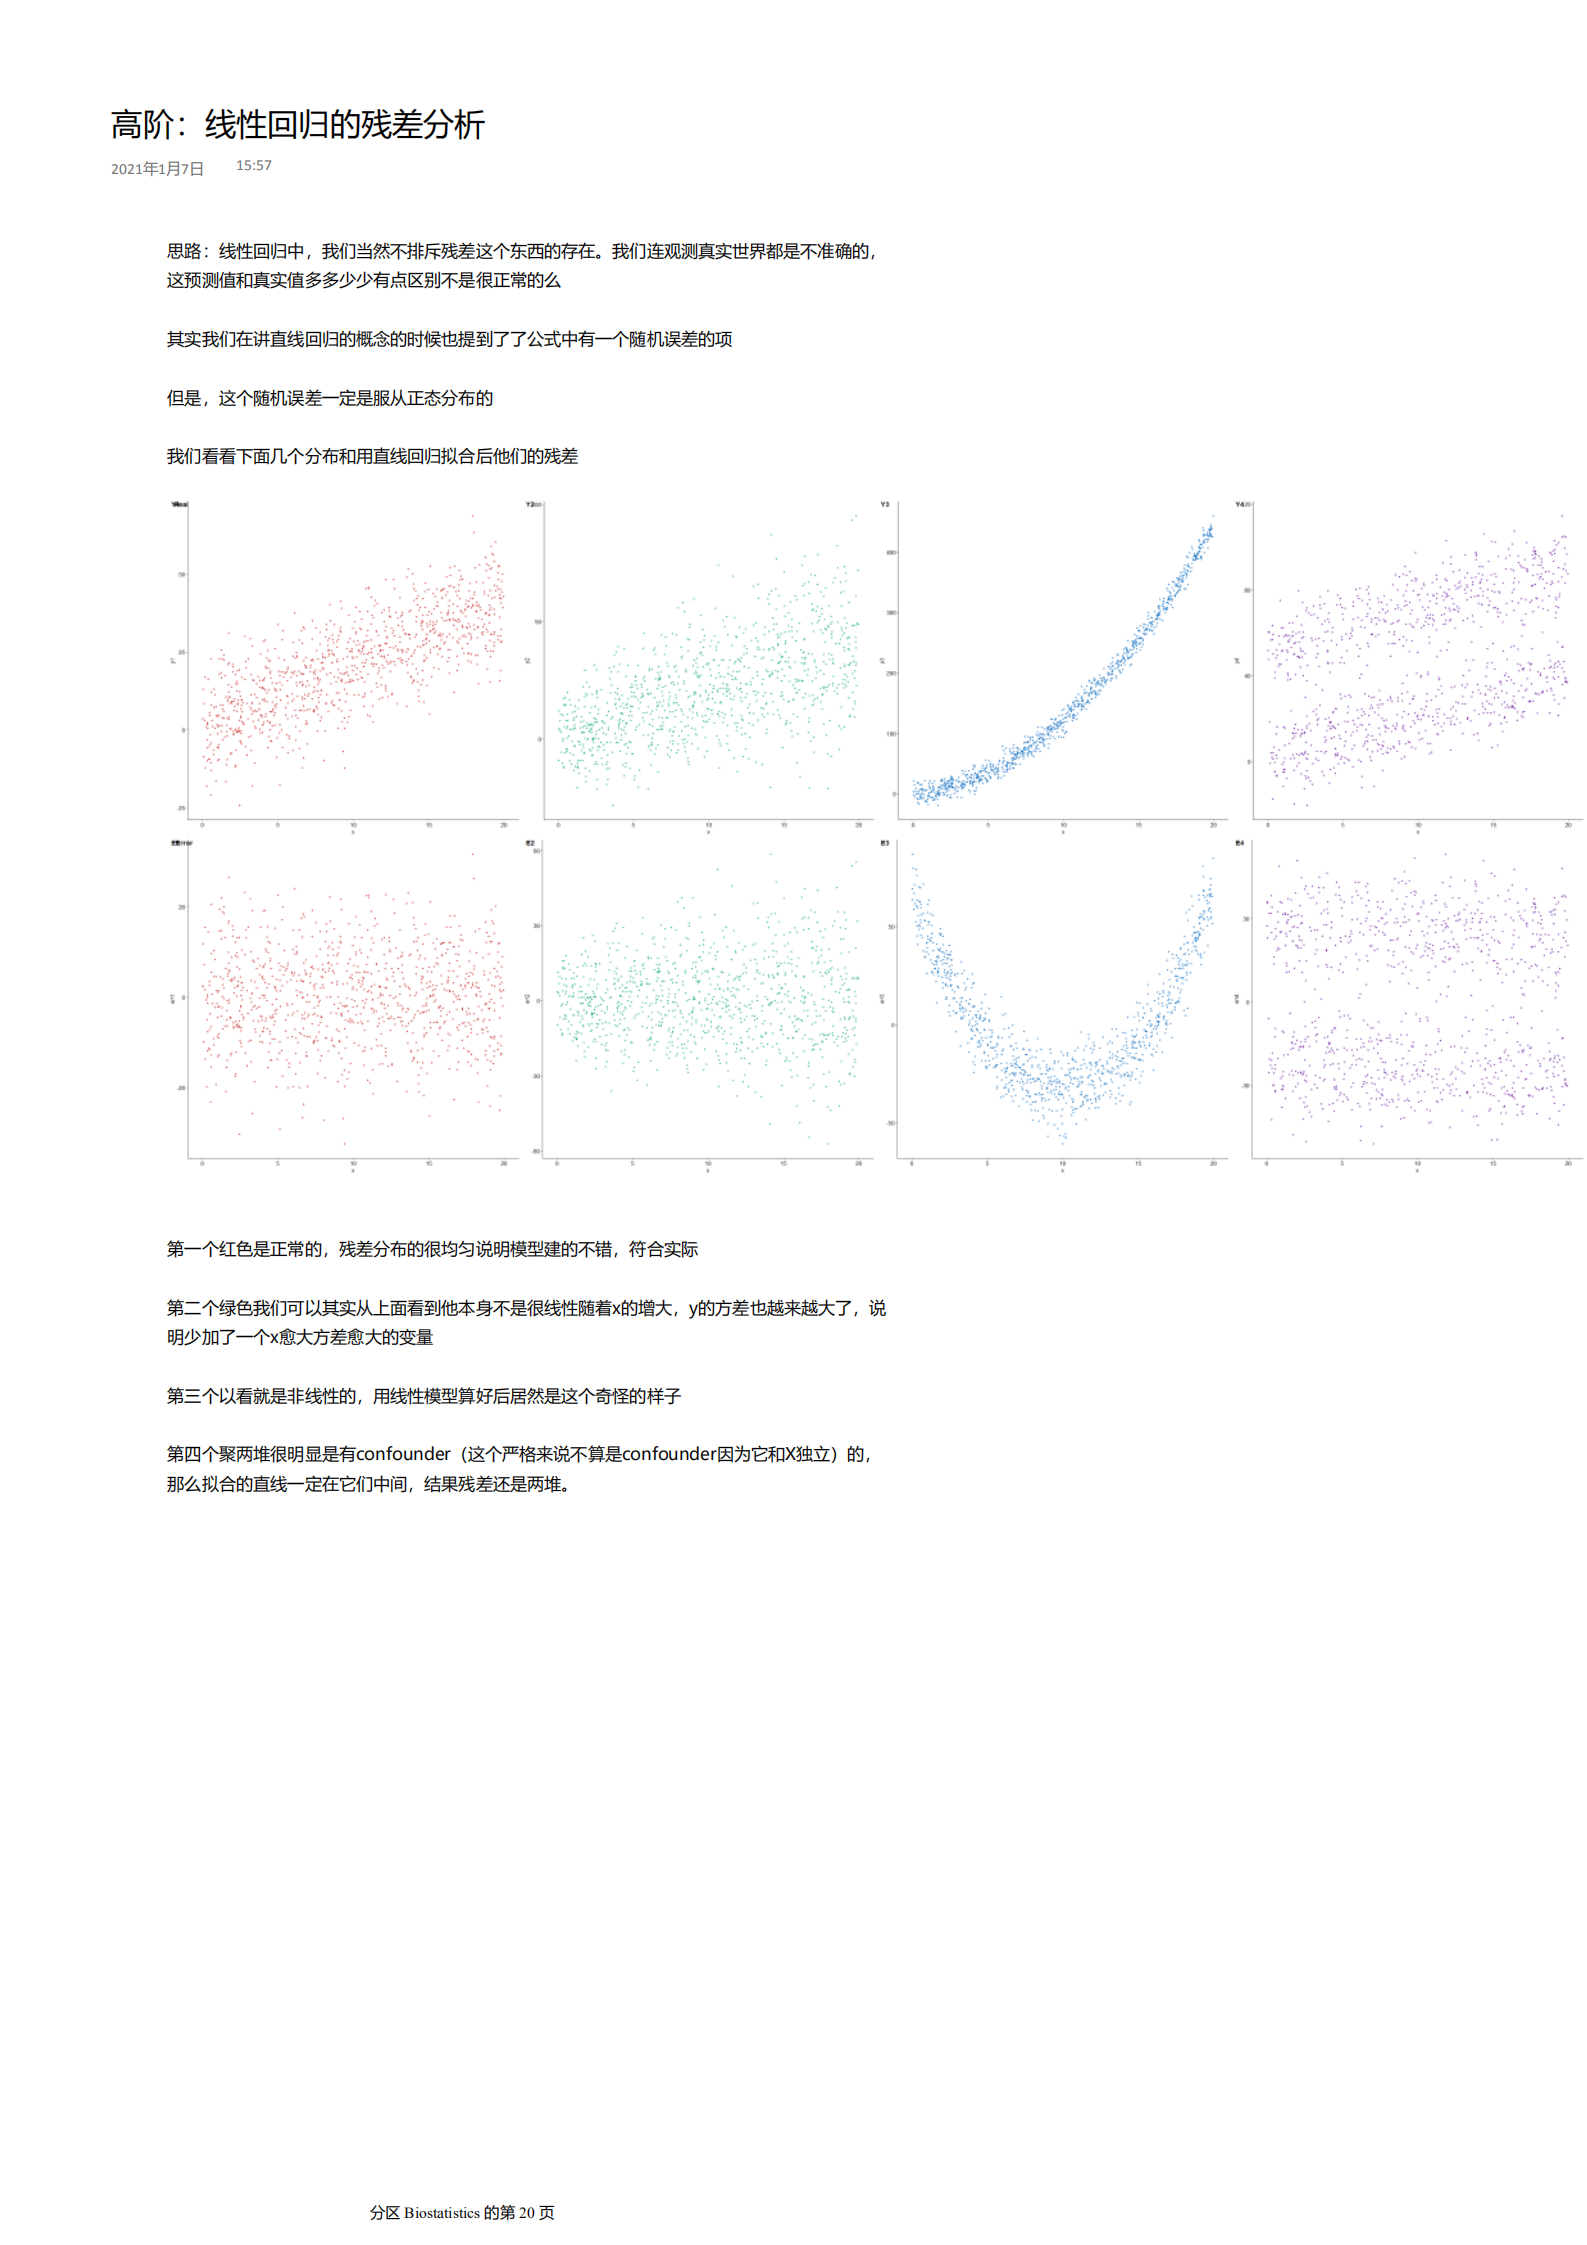 高阶：线性回归的残差分析
2021年1月7日 15:57
思路：线性回归中，我们当然不排斥残差这个东西的存在。我们连观测真实世界都是不准确的，
这预测值和真实值多多少少有点区别不是很正常的么
其实我们在讲直线回归的概念的时候也提到了了公式中有一个随机误差的项
但是，这个随机误差一定是服从正态分布的
我们看看下面几个分布和用直线回归拟合后他们的残差
Y3
E2 E3 E4
第一个红色是正常的，残差分布的很均匀说明模型建的不错，符合实际
第二个绿色我们可以其实从上面看到他本身不是很线性随着x的增大，y的方差也越来越大了，说
明少加了一个x愈大方差愈大的变量
第三个以看就是非线性的，用线性模型算好后居然是这个奇怪的样子
第四个聚两堆很明显是有confounder（这个严格来说不算是confounder因为它和X独立）的，
那么拟合的直线一定在它们中间，结果残差还是两堆。
分区 Biostatistics 的第 20 页